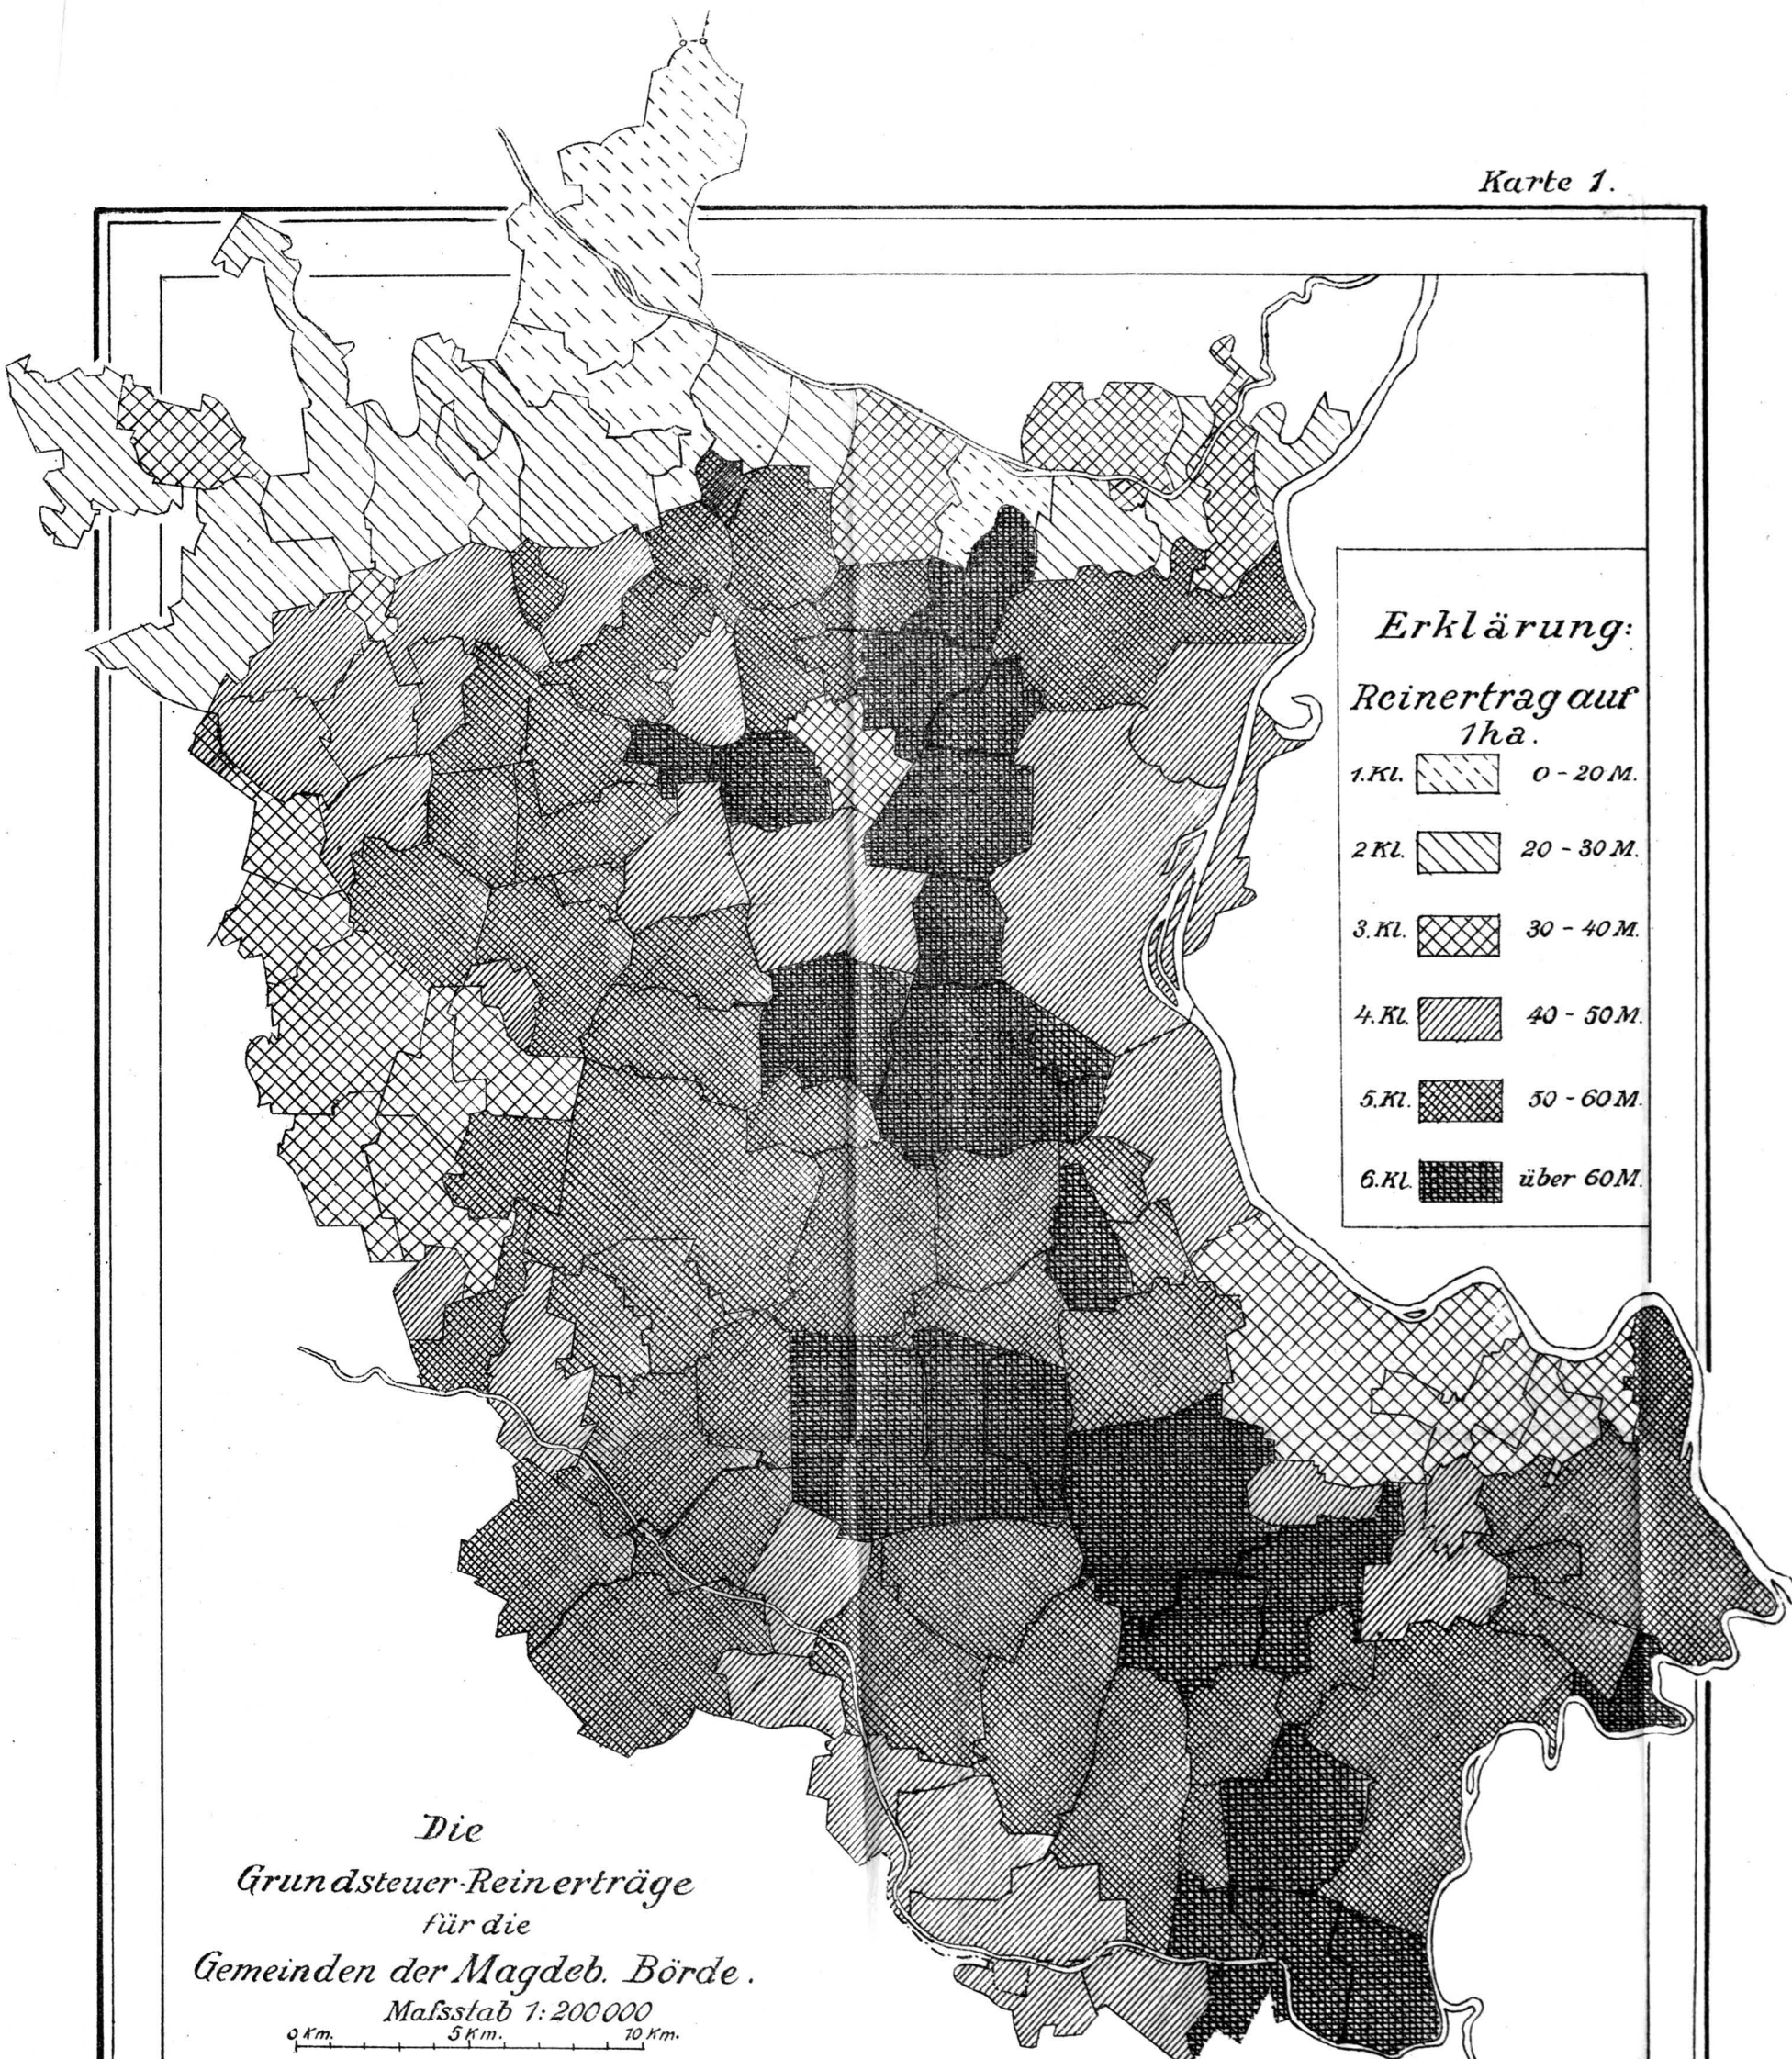 Karte 1.
Erklärung:
Reinertrag auf
1ha.
1.Kl. 0 - 20 M.
2 Kl. 20 - 30 M.
3.Kl. 30 - 40 M.
4.Kl. 40 - 50 M.
5.Kl. 50 - 60 M.
6.Kl. über 60 M.
Die
Grundsteuer-Reinerträge
für die
Gemeinden der Magdeb. Börde.
Maſsstab 1:200000
0 Km. 5 Km. 10 Km.